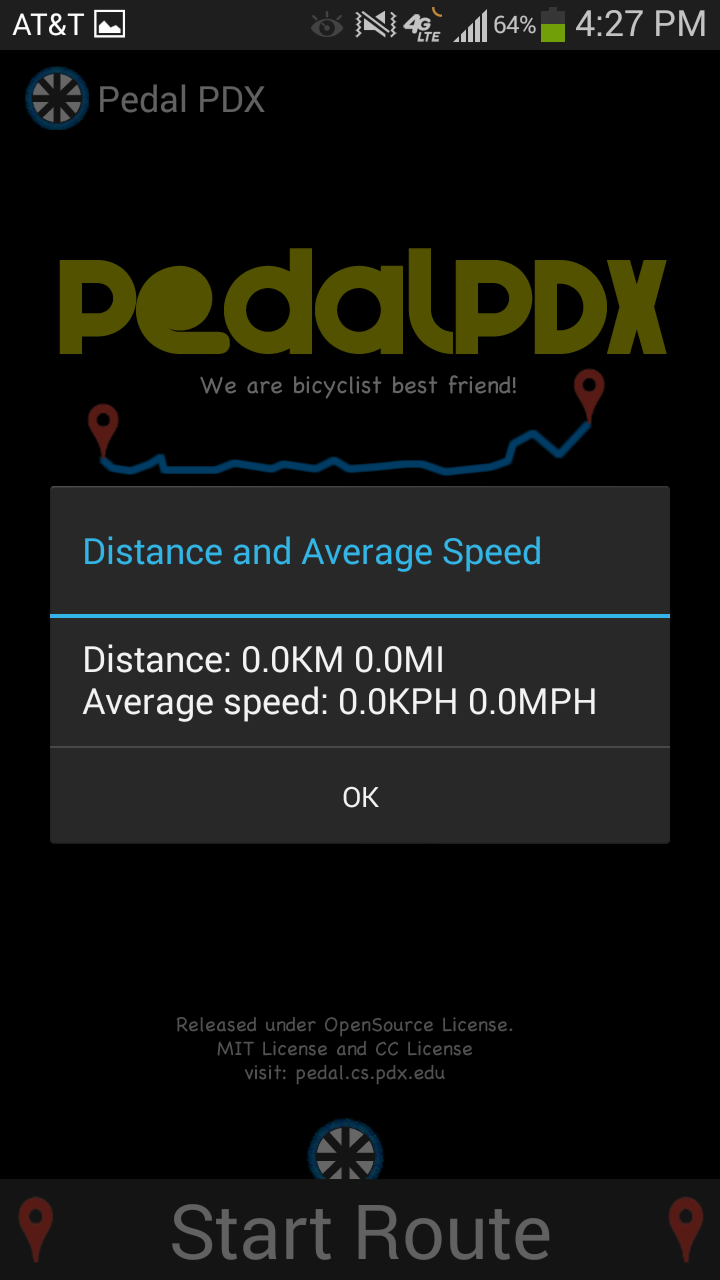 AT&T 4G LTE 64% 4:27 PM
Pedal PDX
pedalPDX
We are bicyclist best friend!
Distance and Average Speed
Distance: 0.0KM 0.0MI
Average speed: 0.0KPH 0.0MPH
OK
Released under OpenSource License.
MIT License and CC License
visit: pedal.cs.pdx.edu
Start Route